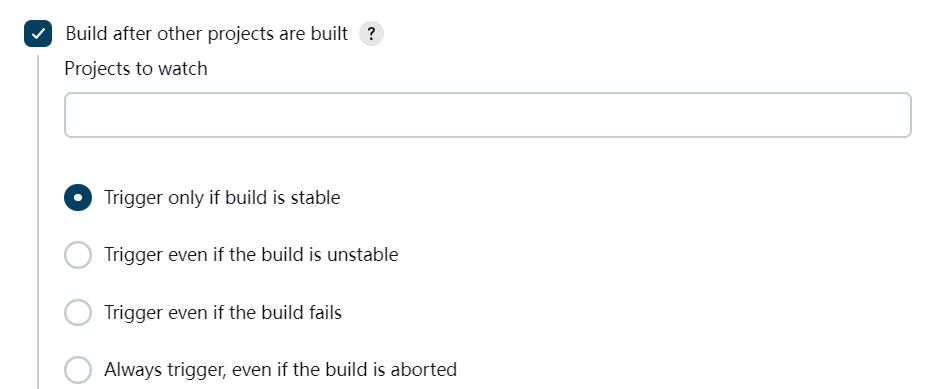 Build after other projects are built ?
Projects to watch
Trigger only if build is stable
Trigger even if the build is unstable
Trigger even if the build fails
Always trigger, even if the build is aborted